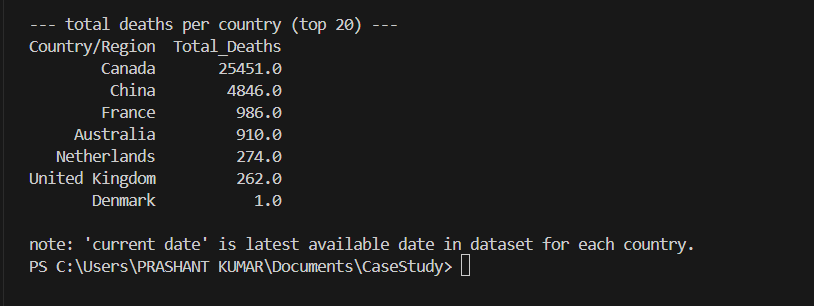 --- total deaths per country (top 20) ---
Country/Region Total_Deaths
Canada 25451.0
China 4846.0
France 986.0
Australia 910.0
Netherlands 274.0
United Kingdom 262.0
Denmark 1.0
note: 'current date' is latest available date in dataset for each country.
PS C:\Users\PRASHANT KUMAR\Documents\CaseStudy>